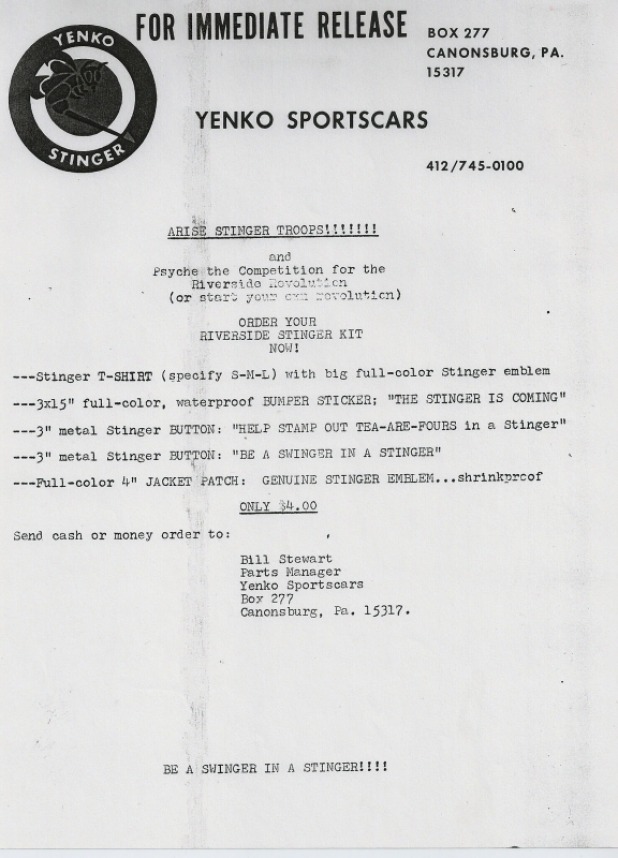 FOR IMMEDIATE RELEASE
BOX 277
CANONSBURG, PA.
15317
YENKO
STINGER
YENKO SPORTSCARS
412/745-0100
ARISE STINGER TROOPS!!!!!!!
and
Psyche the Competition for the
Riverside Revolution
(or start your own revolution)
ORDER YOUR
RIVERSIDE STINGER KIT
NOW!
---Stinger T-SHIRT (specify S-M-L) with big full-color Stinger emblem
---3x15" full-color, waterproof BUMPER STICKER; "THE STINGER IS COMING"
---3" metal Stinger BUTTON: "HELP STAMP OUT TEA-ARE-FOURS in a Stinger"
---3" metal Stinger BUTTON: "BE A SWINGER IN A STINGER"
---Full-color 4" JACKET PATCH: GENUINE STINGER EMBLEM...shrinkproof
ONLY $4.00
Send cash or money order to:
Bill Stewart
Parts Manager
Yenko Sportscars
Box 277
Canonsburg, Pa. 15317.
BE A SWINGER IN A STINGER!!!!